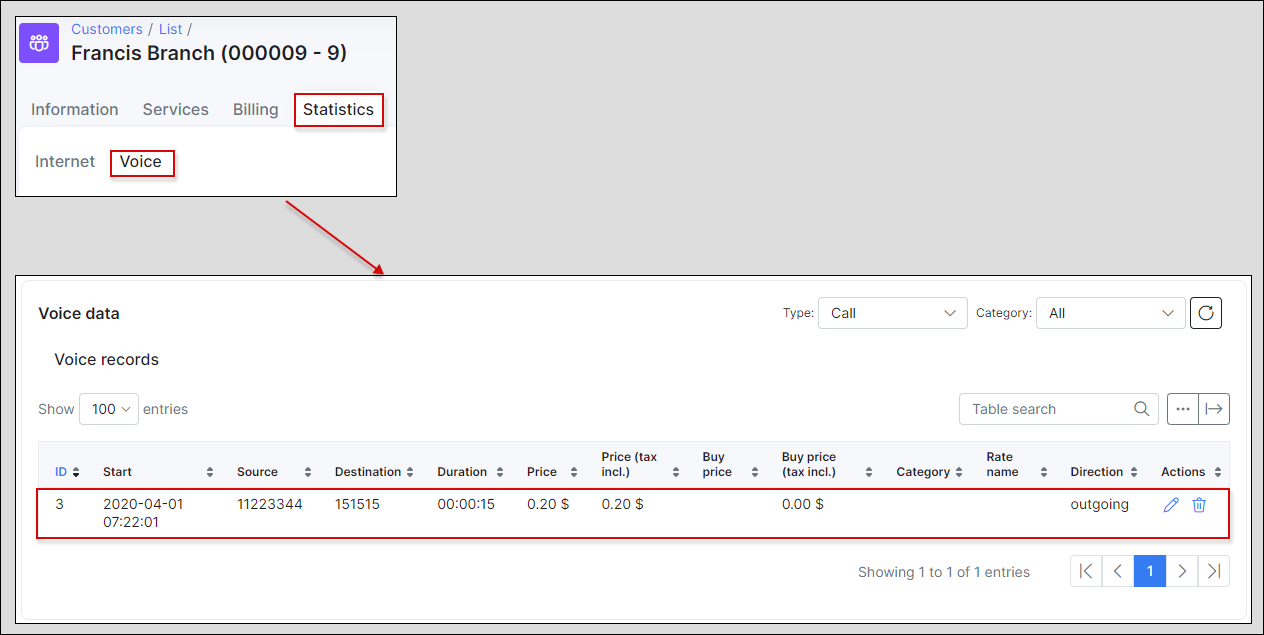 Customers / List /
Francis Branch (000009 - 9)
Information Services Billing Statistics
Internet Voice
Voice data
Type: Call Category: All
Voice records
Show 100 entries
Table search
ID Start Source Destination Duration Price Price (tax incl.) Buy price Buy price (tax incl.) Category Rate name Direction Actions
3 2020-04-01 07:22:01 11223344 151515 00:00:15 0.20 $ 0.20 $ 0.00 $ outgoing
Showing 1 to 1 of 1 entries
1